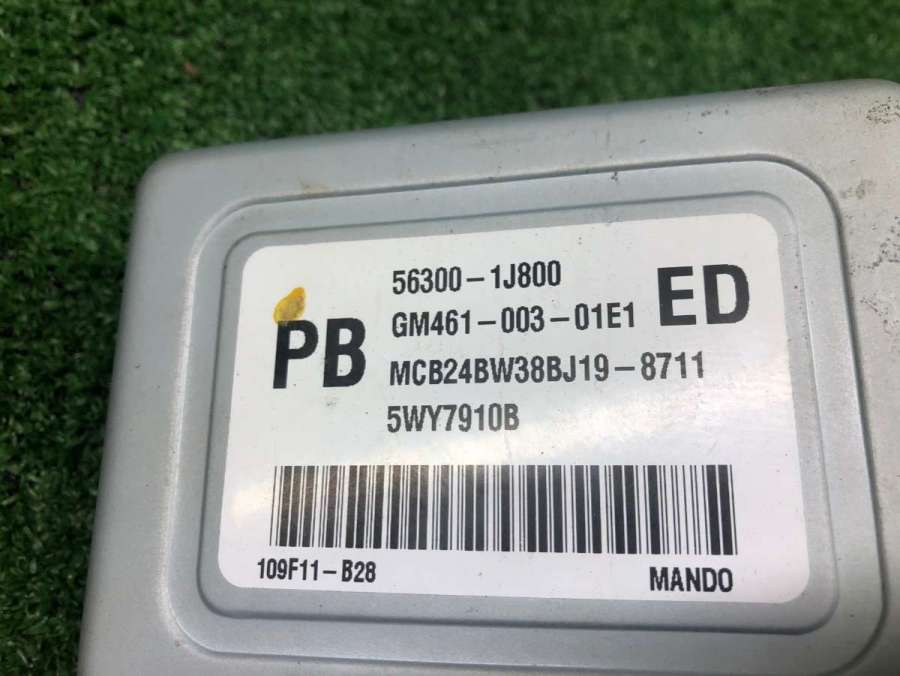 56300-1J800
PB
ED
GM461-003-01E1
MCB24BW38BJ19-8711
5WY7910B
109F11-B28
MANDO